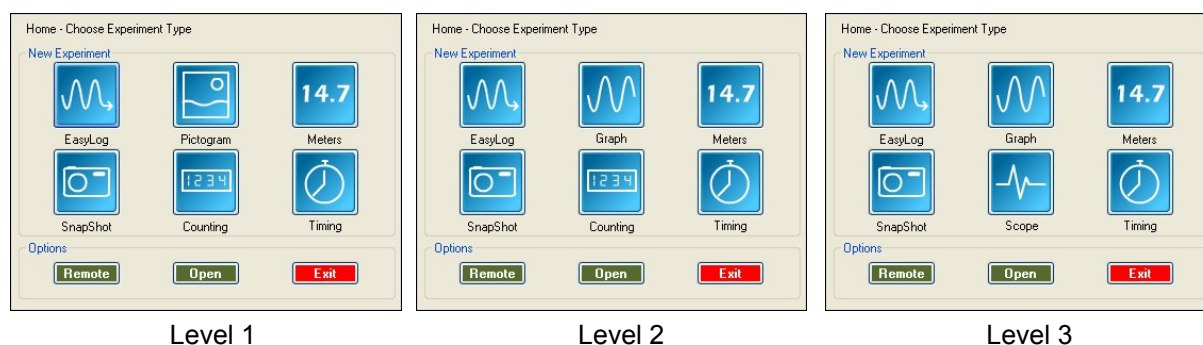 Home - Choose Experiment Type
New Experiment
14.7
EasyLog Pictogram Meters
1234
SnapShot Counting Timing
Options
Remote Open Exit
Level 1
Home - Choose Experiment Type
New Experiment
14.7
EasyLog Graph Meters
1234
SnapShot Counting Timing
Options
Remote Open Exit
Level 2
Home - Choose Experiment Type
New Experiment
14.7
EasyLog Graph Meters
SnapShot Scope Timing
Options
Remote Open Exit
Level 3